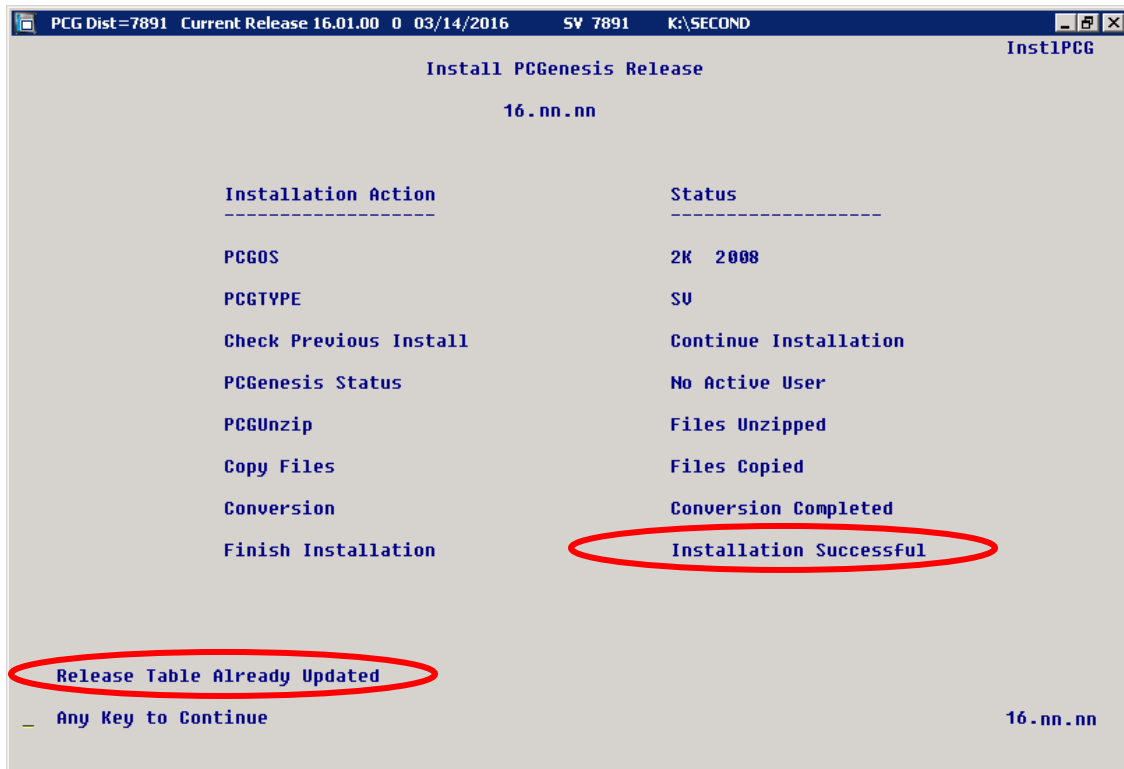 PCG Dist=7891 Current Release 16.01.00 0 03/14/2016 SV 7891 K:\SECOND
InstlPCG
Install PCGenesis Release
16.nn.nn
Installation Action Status
------------------- -------------------
PCGOS 2K 2008
PCGTYPE SV
Check Previous Install Continue Installation
PCGenesis Status No Active User
PCGUnzip Files Unzipped
Copy Files Files Copied
Conversion Conversion Completed
Finish Installation Installation Successful
Release Table Already Updated
_ Any Key to Continue 16.nn.nn